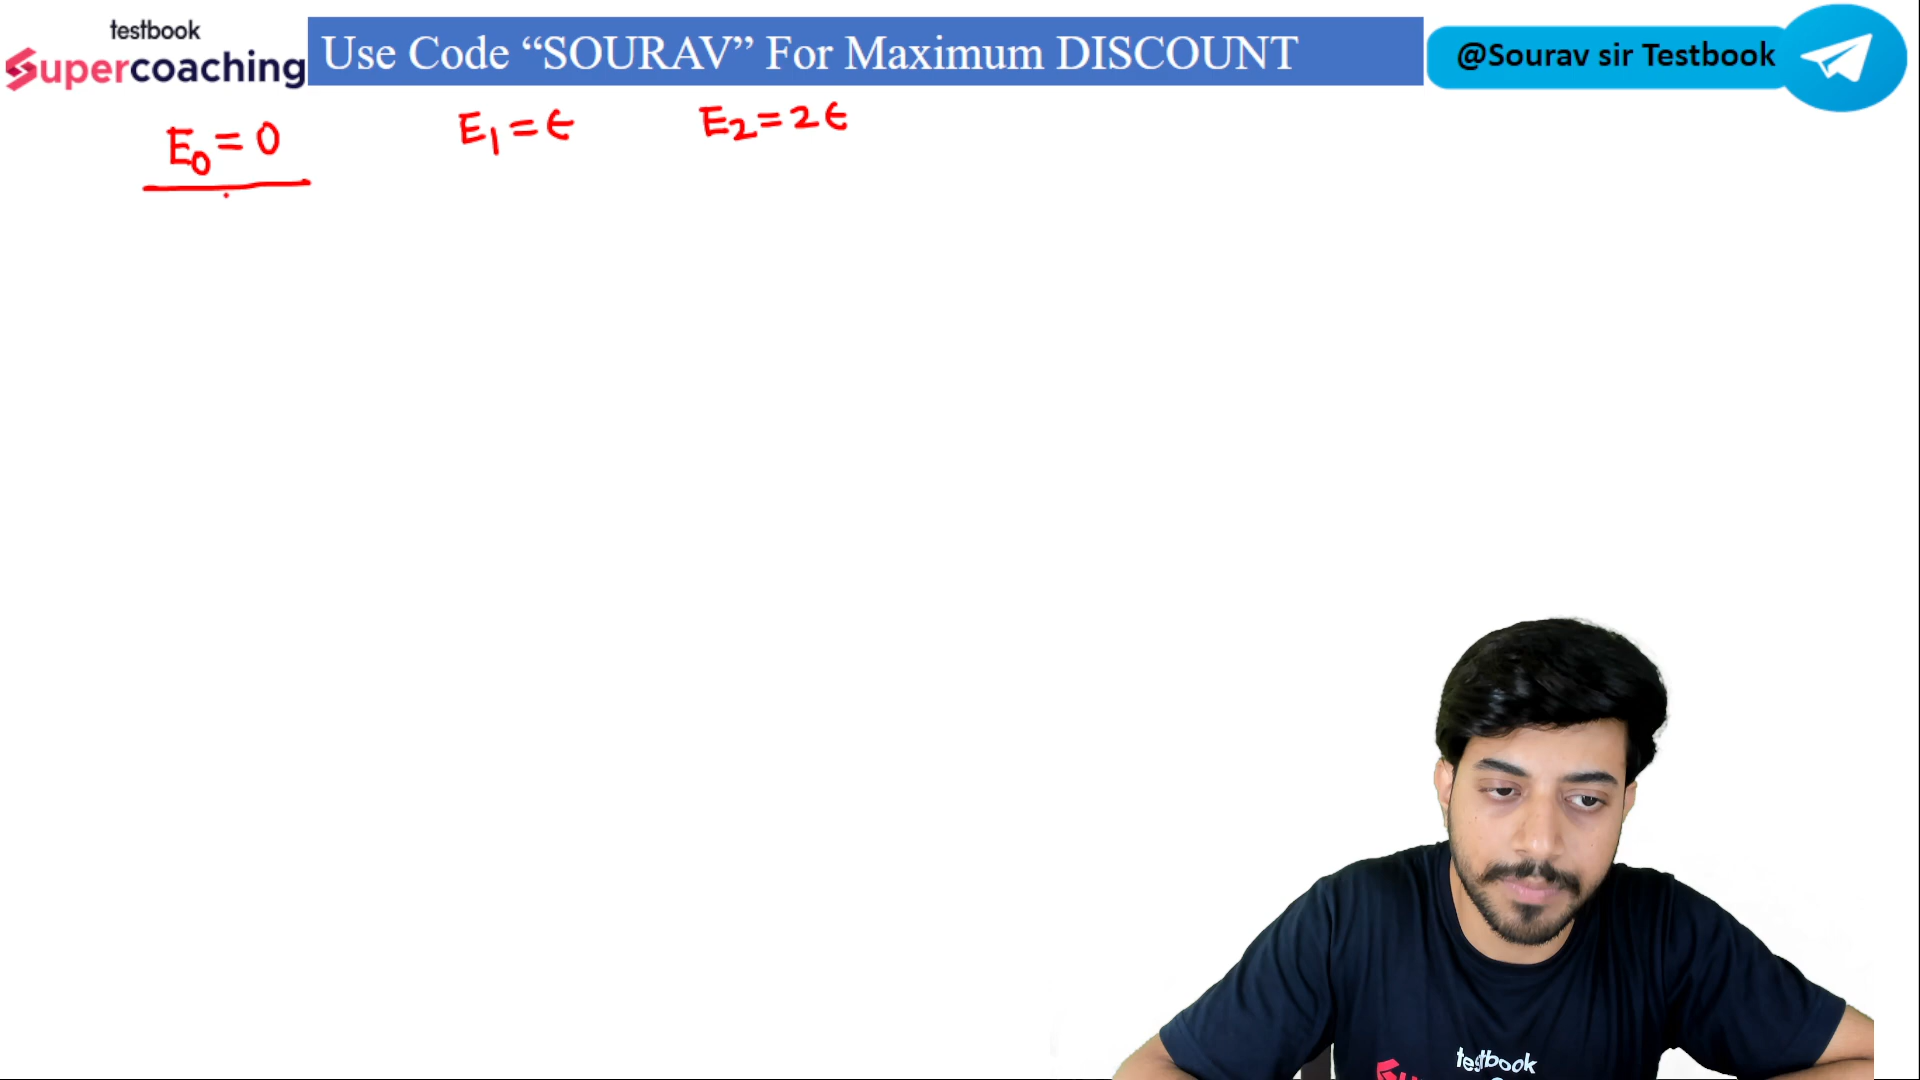 testbook
Supercoaching
Use Code “SOURAV” For Maximum DISCOUNT
@Sourav sir Testbook
E₀ = 0 E₁ = ϵ E₂ = 2ϵ
testbook